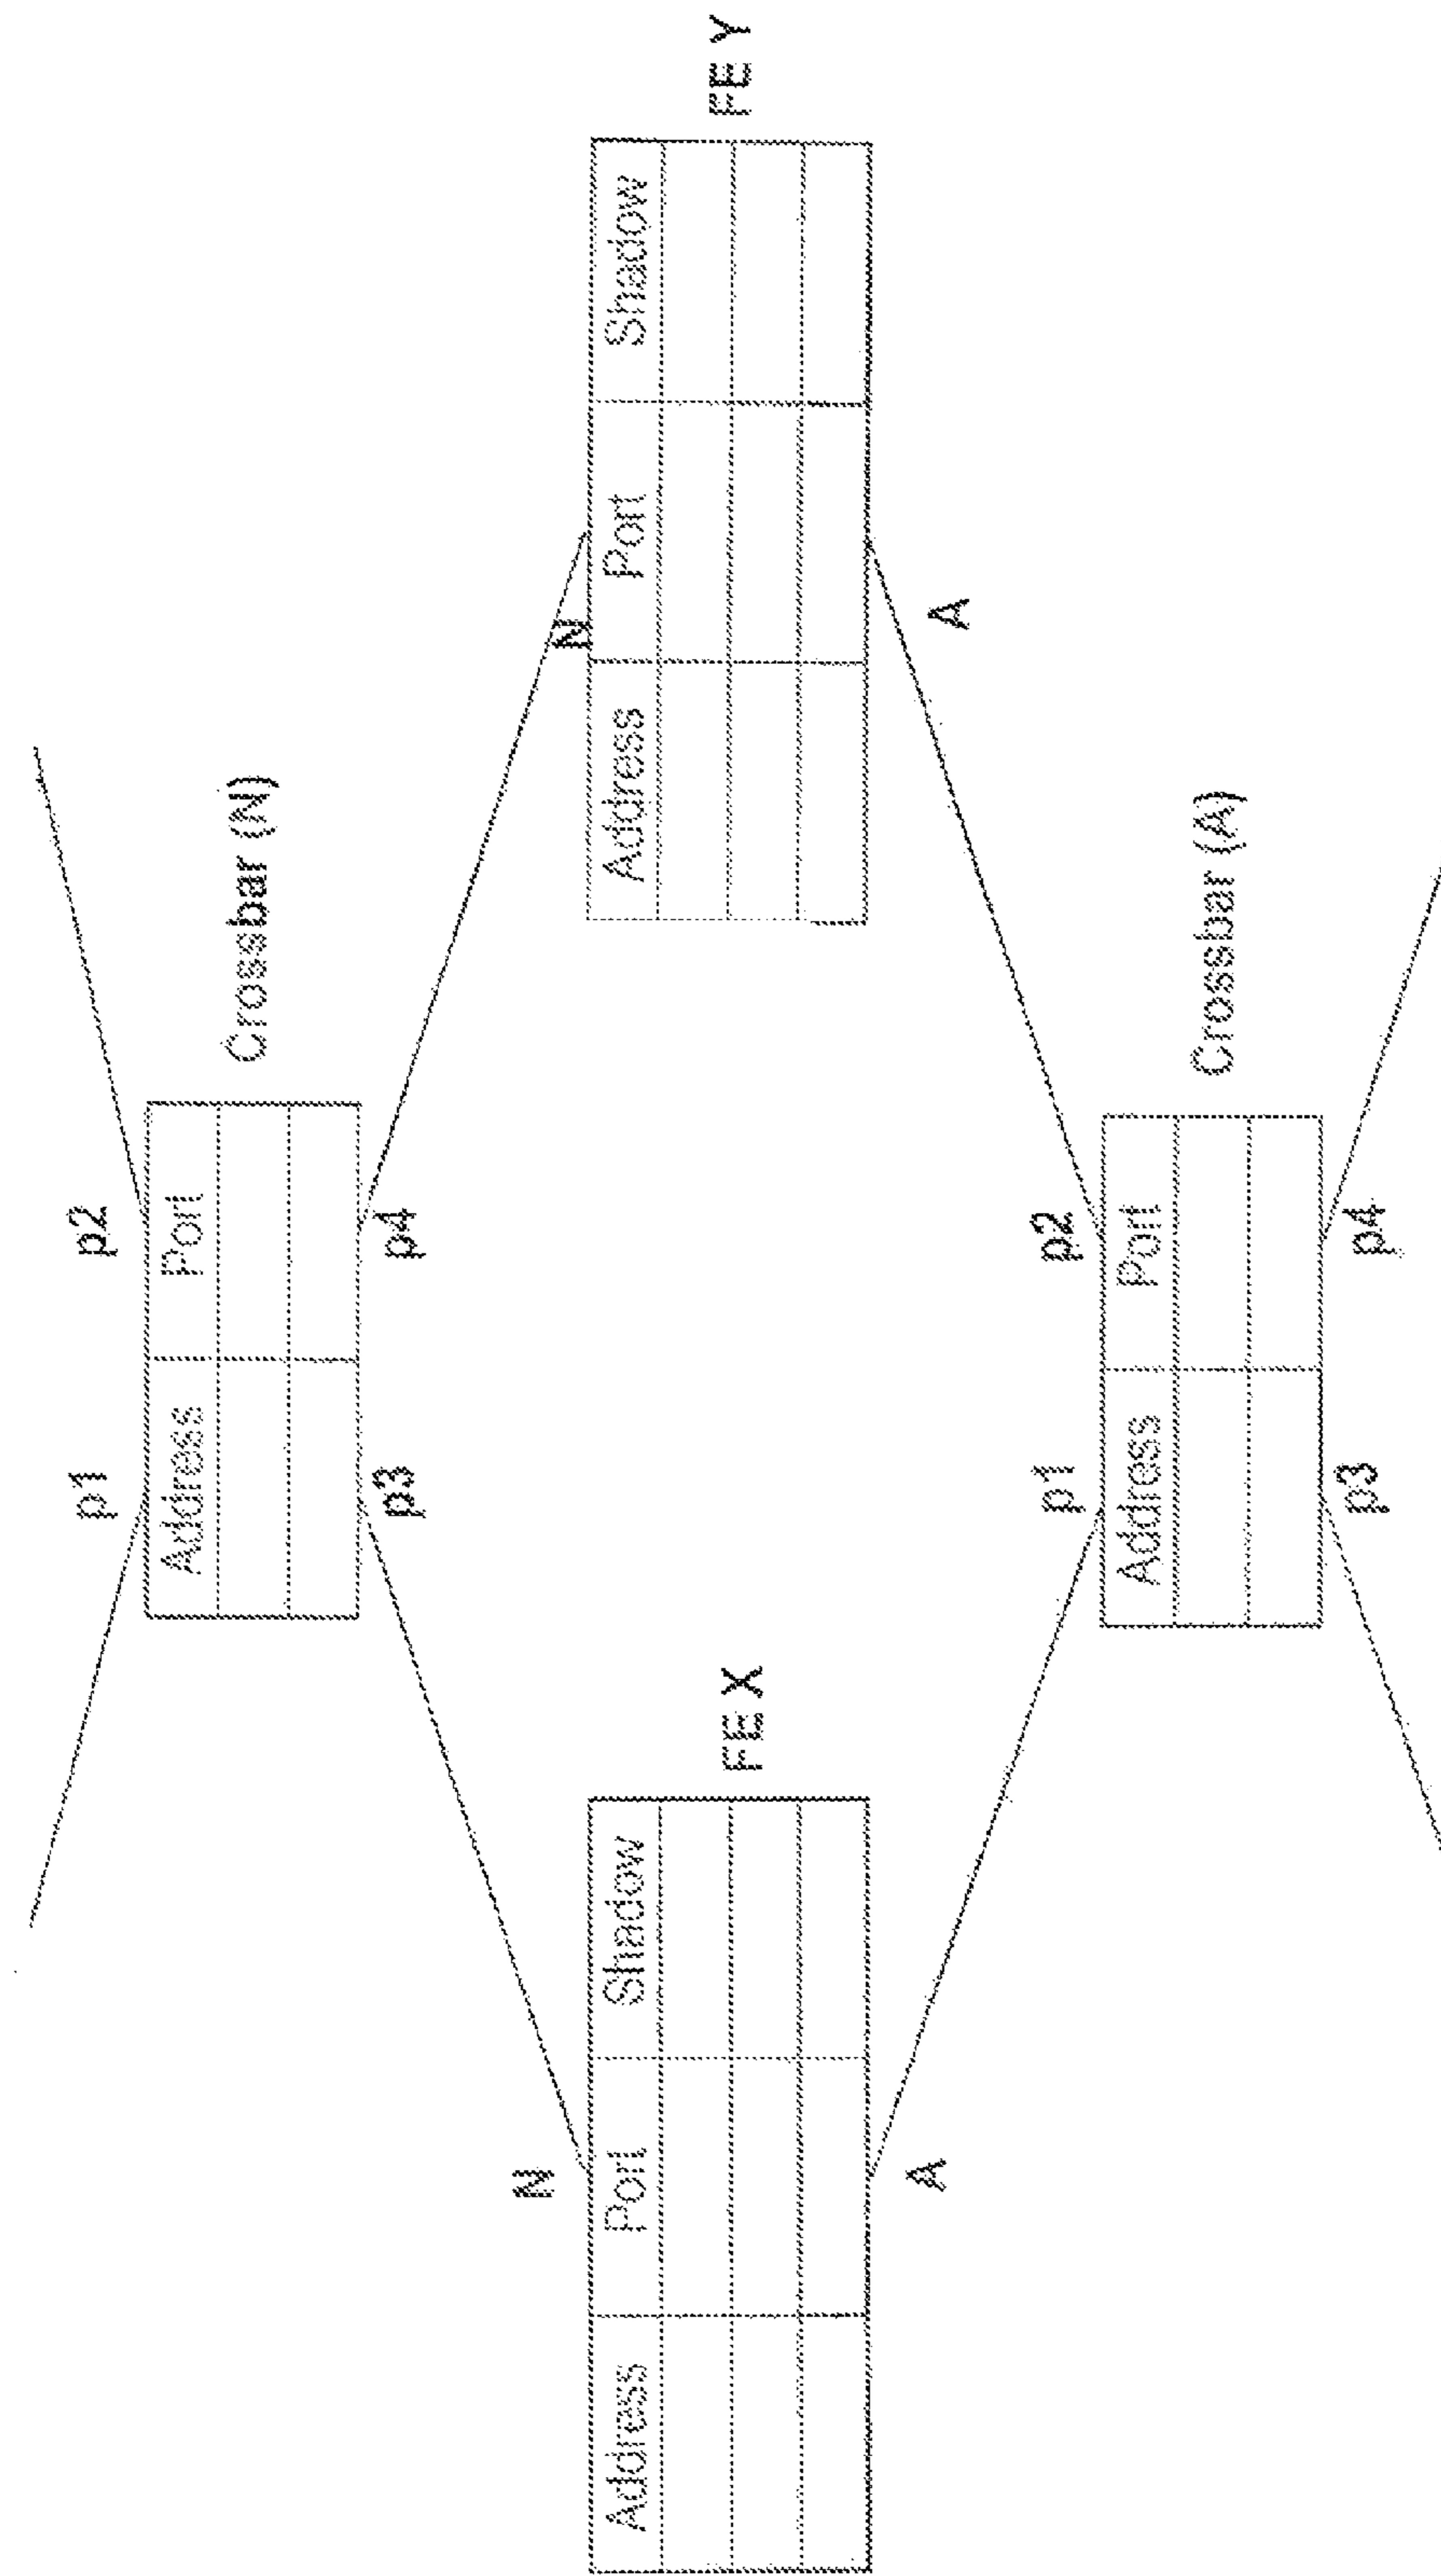 p1 p2
Address Port
Crossbar (N)
p3 p4
N
N
Address Port Shadow
FE X
Address Port Shadow
FE Y
A
A
p1 p2
Address Port
Crossbar (A)
p3 p4